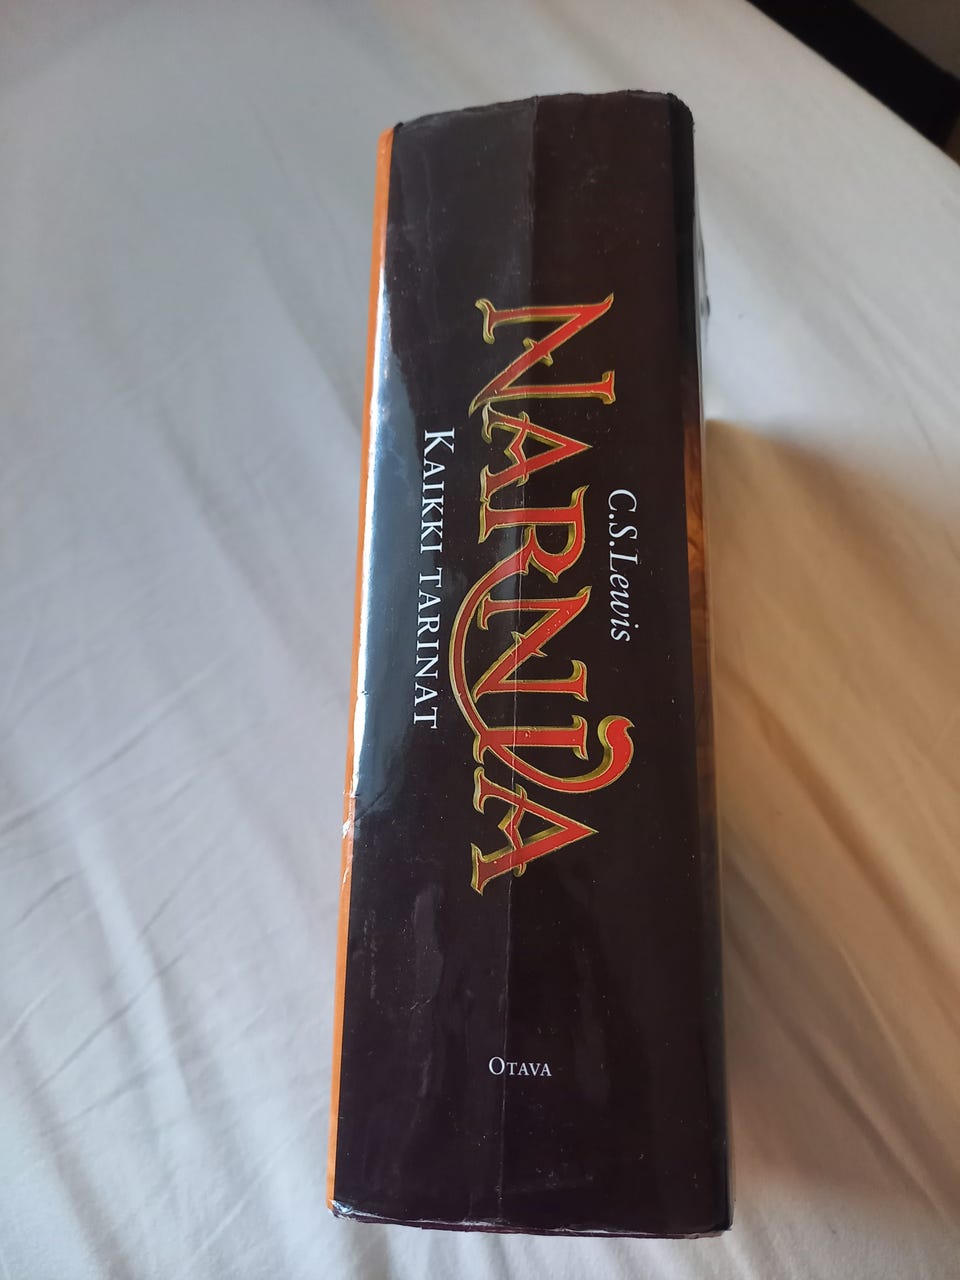 C.S. Lewis
NARNIA
KAIKKI TARINAT
OTAVA